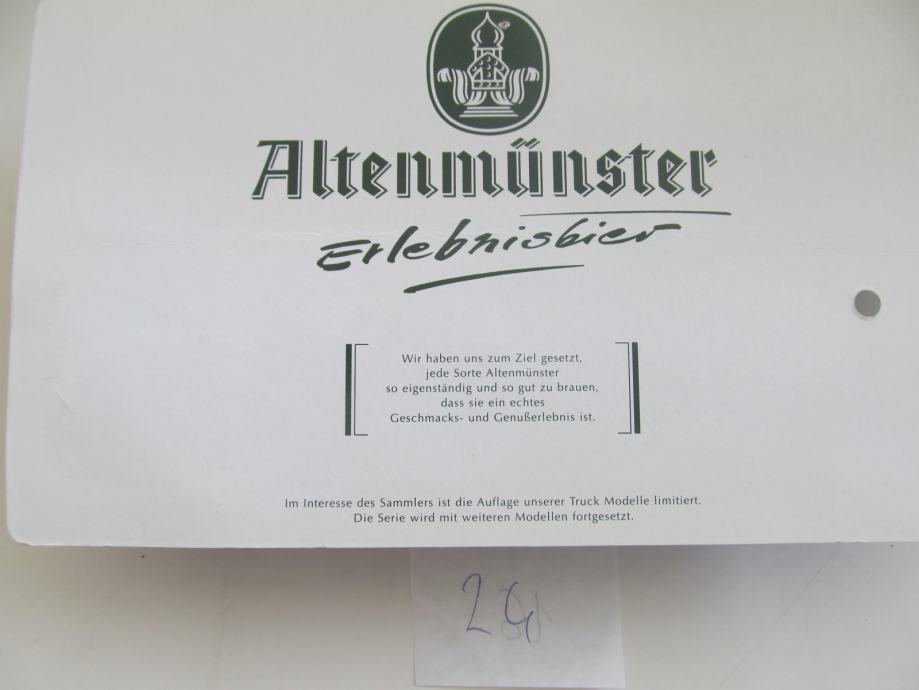 Altenmünster
Erlebnisbier
Wir haben uns zum Ziel gesetzt,
jede Sorte Altenmünster
so eigenständig und so gut zu brauen,
dass sie ein echtes
Geschmacks- und Genußerlebnis ist.
Im Interesse des Sammlers ist die Auflage unserer Truck Modelle limitiert.
Die Serie wird mit weiteren Modellen fortgesetzt.